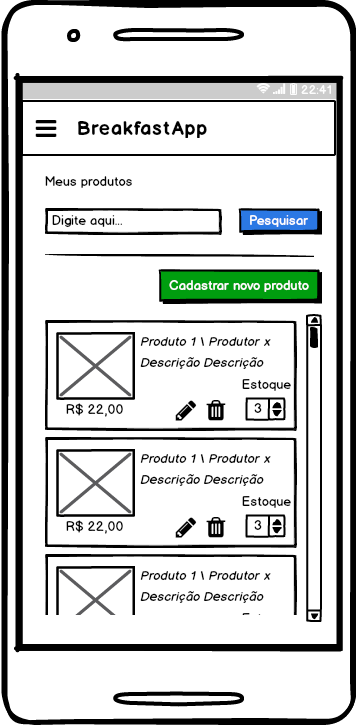 22:41
BreakfastApp
Meus produtos
Digite aqui...
Pesquisar
Cadastrar novo produto
Produto 1 \ Produtor x
Descrição Descrição
Estoque
R$ 22,00
3
Produto 1 \ Produtor x
Descrição Descrição
Estoque
R$ 22,00
3
Produto 1 \ Produtor x
Descrição Descrição